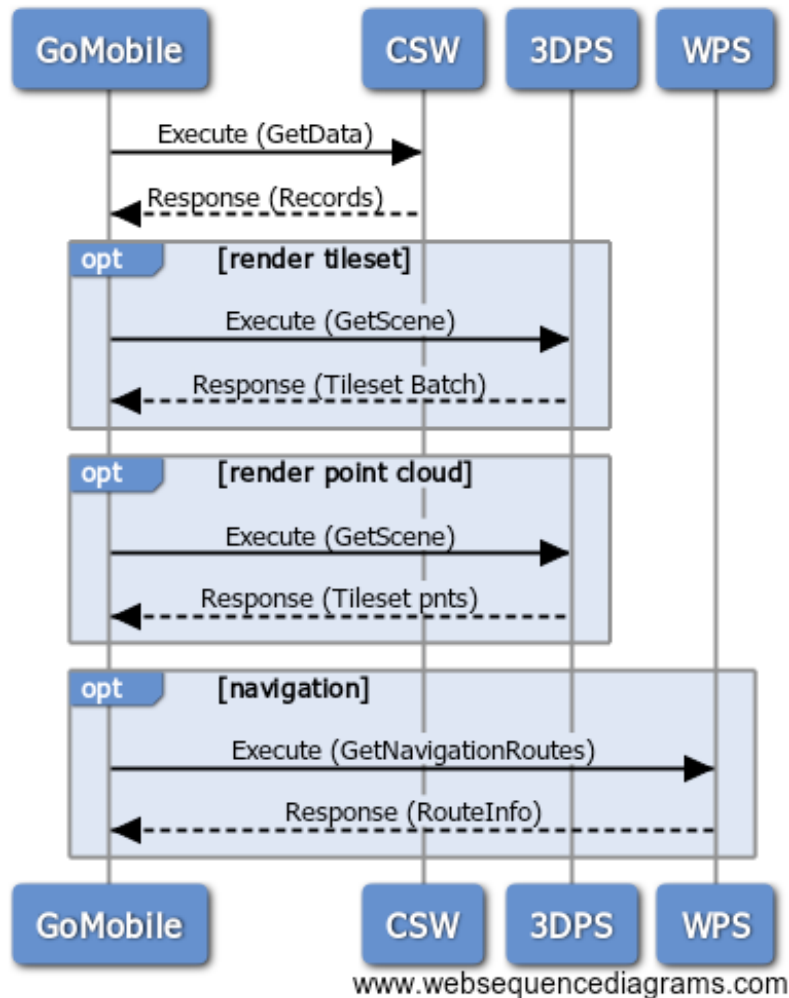 GoMobile CSW 3DPS WPS
Execute (GetData)
Response (Records)
opt [render tileset]
Execute (GetScene)
Response (Tileset Batch)
opt [render point cloud]
Execute (GetScene)
Response (Tileset pnts)
opt [navigation]
Execute (GetNavigationRoutes)
Response (RouteInfo)
GoMobile CSW 3DPS WPS
www.websequencediagrams.com